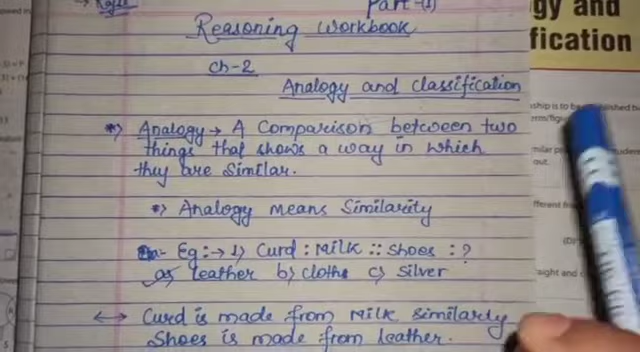 Part-(1)
Reasoning Workbook
Ch-2
Analogy and Classification
*) Analogy → A Comparison between two
things that shows a way in which
they are Similar.
*) Analogy means Similarity
Eg:→ 1) Curd : Milk :: Shoes : ?
a) leather b) cloths c) silver
↔ Curd is made from Milk similarly
Shoes is made from leather.
gy and
fication